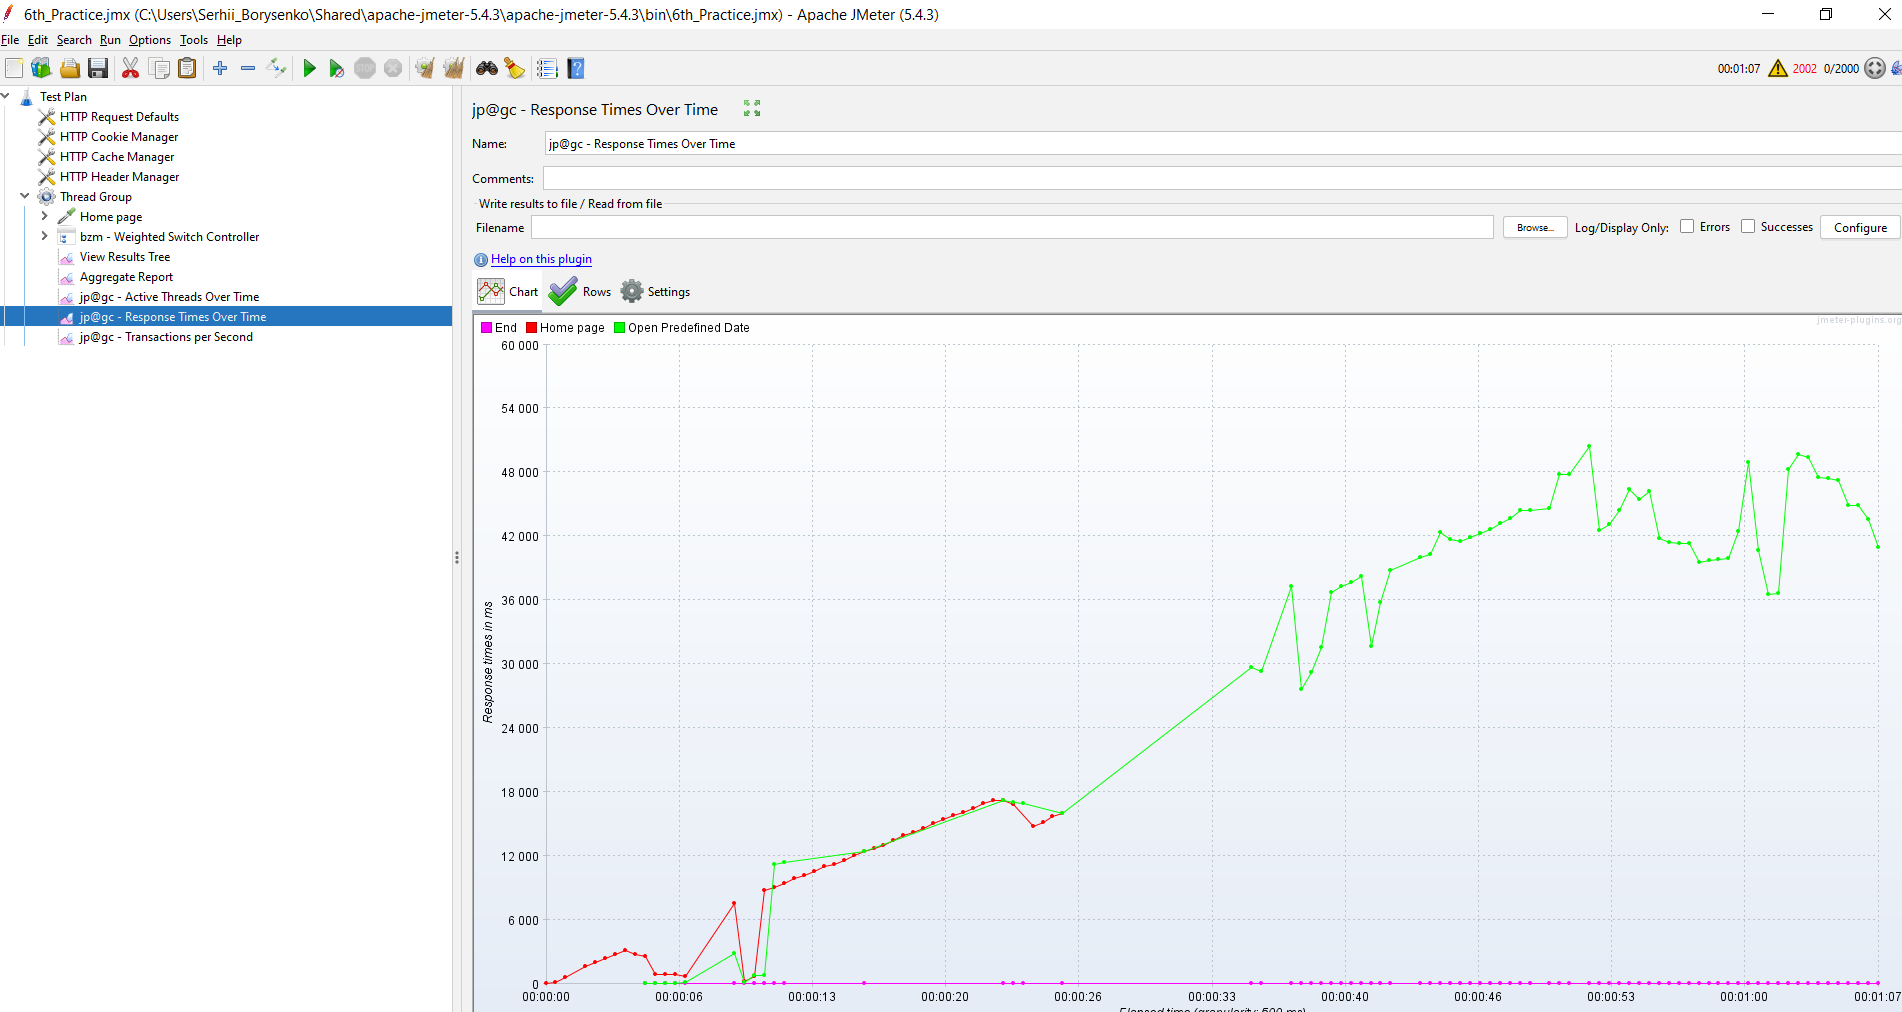 6th_Practice.jmx (C:\Users\Serhii_Borysenko\Shared\apache-jmeter-5.4.3\apache-jmeter-5.4.3\bin\6th_Practice.jmx) - Apache JMeter (5.4.3)
File Edit Search Run Options Tools Help
STOP 00:01:07 2002 0/2000
Test Plan
HTTP Request Defaults
HTTP Cookie Manager
HTTP Cache Manager
HTTP Header Manager
Thread Group
Home page
bzm - Weighted Switch Controller
View Results Tree
Aggregate Report
jp@gc - Active Threads Over Time
jp@gc - Response Times Over Time
jp@gc - Transactions per Second
jp@gc - Response Times Over Time
Name: jp@gc - Response Times Over Time
Comments:
Write results to file / Read from file
Filename Browse... Log/Display Only: Errors Successes Configure
Help on this plugin
Chart Rows Settings
jmeter-plugins.org
End Home page Open Predefined Date
60 000
54 000
48 000
42 000
36 000
30 000
24 000
18 000
12 000
6 000
0
Response times in ms
00:00:00 00:00:06 00:00:13 00:00:20 00:00:26 00:00:33 00:00:40 00:00:46 00:00:53 00:01:00 00:01:07
Elapsed time (granularity: 500 ms)